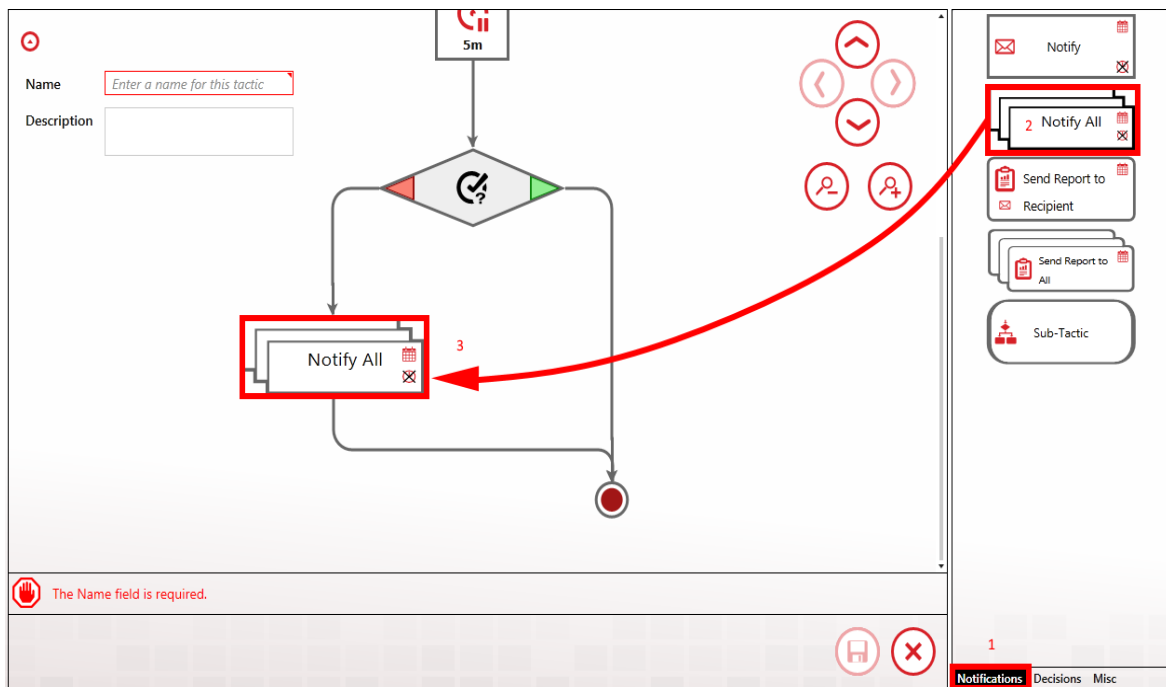 5m
Name
Enter a name for this tactic
Description
?
Notify All
3
The Name field is required.
Notify
2
Notify All
Send Report to
Recipient
Send Report to
All
Sub-Tactic
1
Notifications Decisions Misc